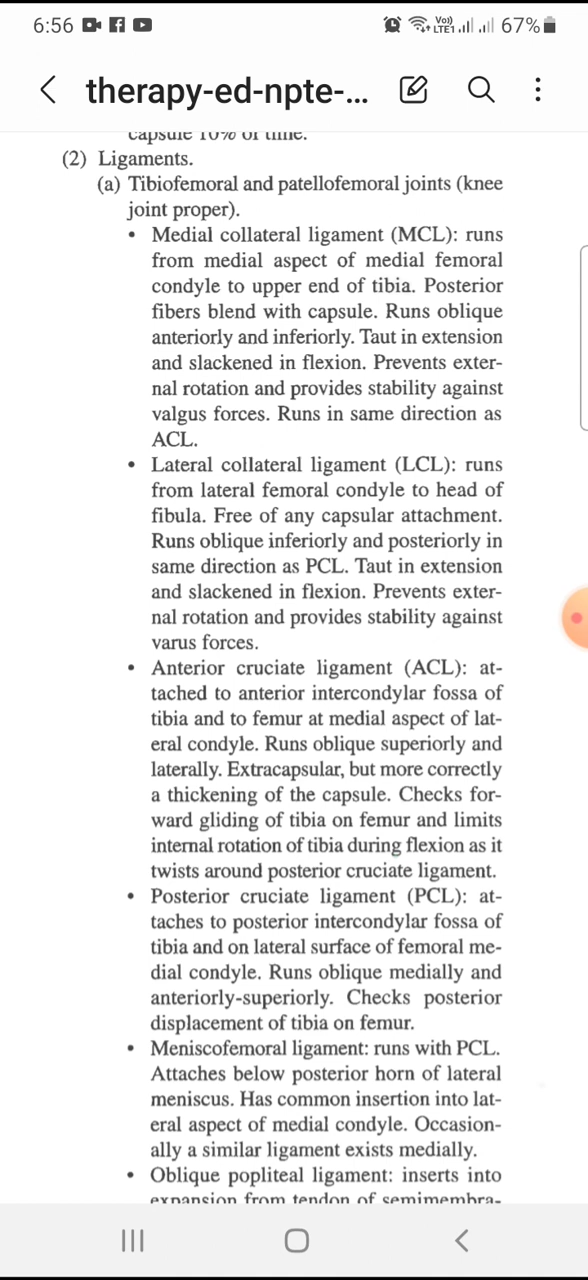 6:56 Vo) LTE1 67%
therapy-ed-npte-...
capsule 10% of time.
(2) Ligaments.
(a) Tibiofemoral and patellofemoral joints (knee
joint proper).
• Medial collateral ligament (MCL): runs
from medial aspect of medial femoral
condyle to upper end of tibia. Posterior
fibers blend with capsule. Runs oblique
anteriorly and inferiorly. Taut in extension
and slackened in flexion. Prevents exter-
nal rotation and provides stability against
valgus forces. Runs in same direction as
ACL.
• Lateral collateral ligament (LCL): runs
from lateral femoral condyle to head of
fibula. Free of any capsular attachment.
Runs oblique inferiorly and posteriorly in
same direction as PCL. Taut in extension
and slackened in flexion. Prevents exter-
nal rotation and provides stability against
varus forces.
• Anterior cruciate ligament (ACL): at-
tached to anterior intercondylar fossa of
tibia and to femur at medial aspect of lat-
eral condyle. Runs oblique superiorly and
laterally. Extracapsular, but more correctly
a thickening of the capsule. Checks for-
ward gliding of tibia on femur and limits
internal rotation of tibia during flexion as it
twists around posterior cruciate ligament.
• Posterior cruciate ligament (PCL): at-
taches to posterior intercondylar fossa of
tibia and on lateral surface of femoral me-
dial condyle. Runs oblique medially and
anteriorly-superiorly. Checks posterior
displacement of tibia on femur.
• Meniscofemoral ligament: runs with PCL.
Attaches below posterior horn of lateral
meniscus. Has common insertion into lat-
eral aspect of medial condyle. Occasion-
ally a similar ligament exists medially.
• Oblique popliteal ligament: inserts into
expansion from tendon of semimembra-